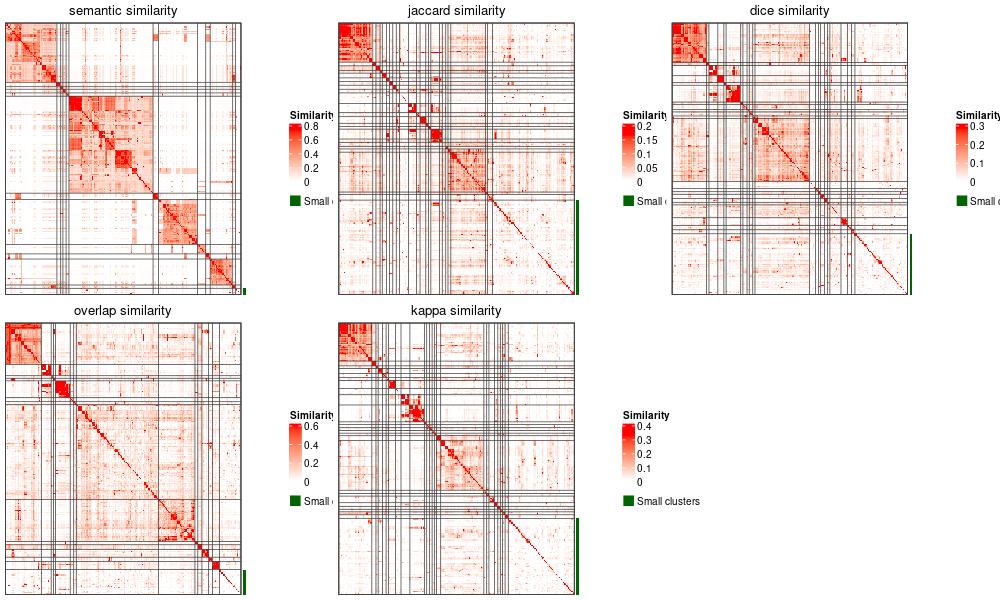 semantic similarity
Similarity
0.8
0.6
0.4
0.2
0
Small
jaccard similarity
Similarity
0.2
0.15
0.1
0.05
0
Small
dice similarity
Similarity
0.3
0.2
0.1
0
Small
overlap similarity
Similarity
0.6
0.4
0.2
0
Small
kappa similarity
Similarity
0.4
0.3
0.2
0.1
0
Small clusters